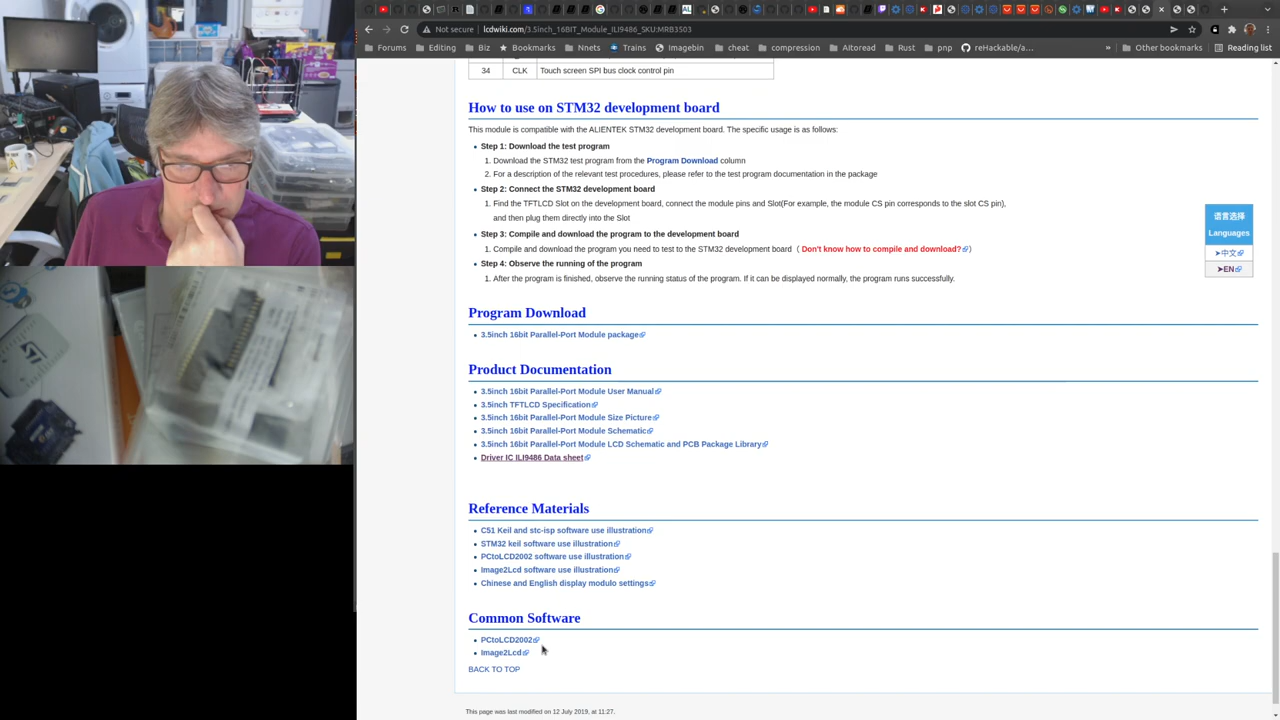 Not secure
lcdwiki.com/3.5inch_16BIT_Module_ILI9486_SKU:MRB3503
Forums Editing Biz Bookmarks Nnets Trains Imagebin cheat compression Altoread Rust pnp remarkable/a... » Other bookmarks Reading list
34 CLK Touch screen SPI bus clock control pin
How to use on STM32 development board
This module is compatible with the ALIENTEK STM32 development board. The specific usage is as follows:
Step 1: Download the test program
1. Download the STM32 test program from the Program Download column
2. For a description of the relevant test procedures, please refer to the test program documentation in the package
Step 2: Connect the STM32 development board
1. Find the TFTLCD Slot on the development board, connect the module pins and Slot(For example, the module CS pin corresponds to the slot CS pin),
and then plug them directly into the Slot
Step 3: Compile and download the program to the development board
1. Compile and download the program you need to test to the STM32 development board （ Don't know how to compile and download? ）
Step 4: Observe the running of the program
1. After the program is finished, observe the running status of the program. If it can be displayed normally, the program runs successfully.
语言选择
Languages
➤中文
➤EN
Program Download
3.5inch 16bit Parallel-Port Module package
Product Documentation
3.5inch 16bit Parallel-Port Module User Manual
3.5inch TFTLCD Specification
3.5inch 16bit Parallel-Port Module Size Picture
3.5inch 16bit Parallel-Port Module Schematic
3.5inch 16bit Parallel-Port Module LCD Schematic and PCB Package Library
Driver IC ILI9486 Data sheet
Reference Materials
C51 Keil and stc-isp software use illustration
STM32 keil software use illustration
PCtoLCD2002 software use illustration
Image2Lcd software use illustration
Chinese and English display modulo settings
Common Software
PCtoLCD2002
Image2Lcd
BACK TO TOP
This page was last modified on 12 July 2019, at 11:27.